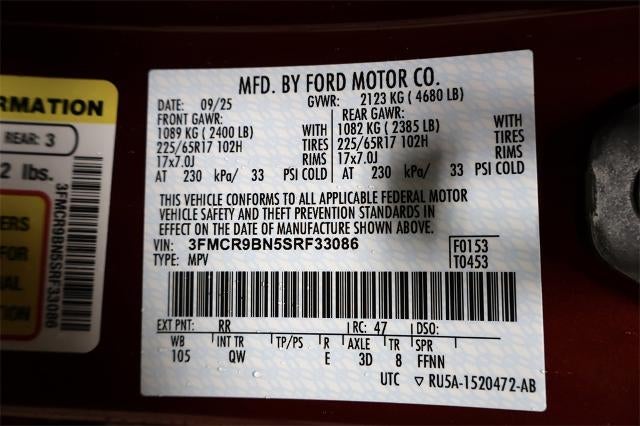 RMATION
REAR: 3
2 lbs.
ERS
FOR
ION
3FMCR9BN5SRF33086
MFD. BY FORD MOTOR CO.
DATE: 09/25 GVWR: 2123 KG ( 4680 LB)
FRONT GAWR: REAR GAWR:
1089 KG ( 2400 LB) WITH 1082 KG ( 2385 LB) WITH
225/65R17 102H TIRES 225/65R17 102H TIRES
17x7.0J RIMS 17x7.0J RIMS
AT 230 kPa/ 33 PSI COLD AT 230 kPa/ 33 PSI COLD
THIS VEHICLE CONFORMS TO ALL APPLICABLE FEDERAL MOTOR
VEHICLE SAFETY AND THEFT PREVENTION STANDARDS IN
EFFECT ON THE DATE OF MANUFACTURE SHOWN ABOVE.
VIN: 3FMCR9BN5SRF33086 F0153
TYPE: MPV T0453
EXT PNT: RR RC: 47 DSO:
WB INT TR TP/PS R AXLE TR SPR
105 QW E 3D 8 FFNN
UTC ▽ RU5A-1520472-AB